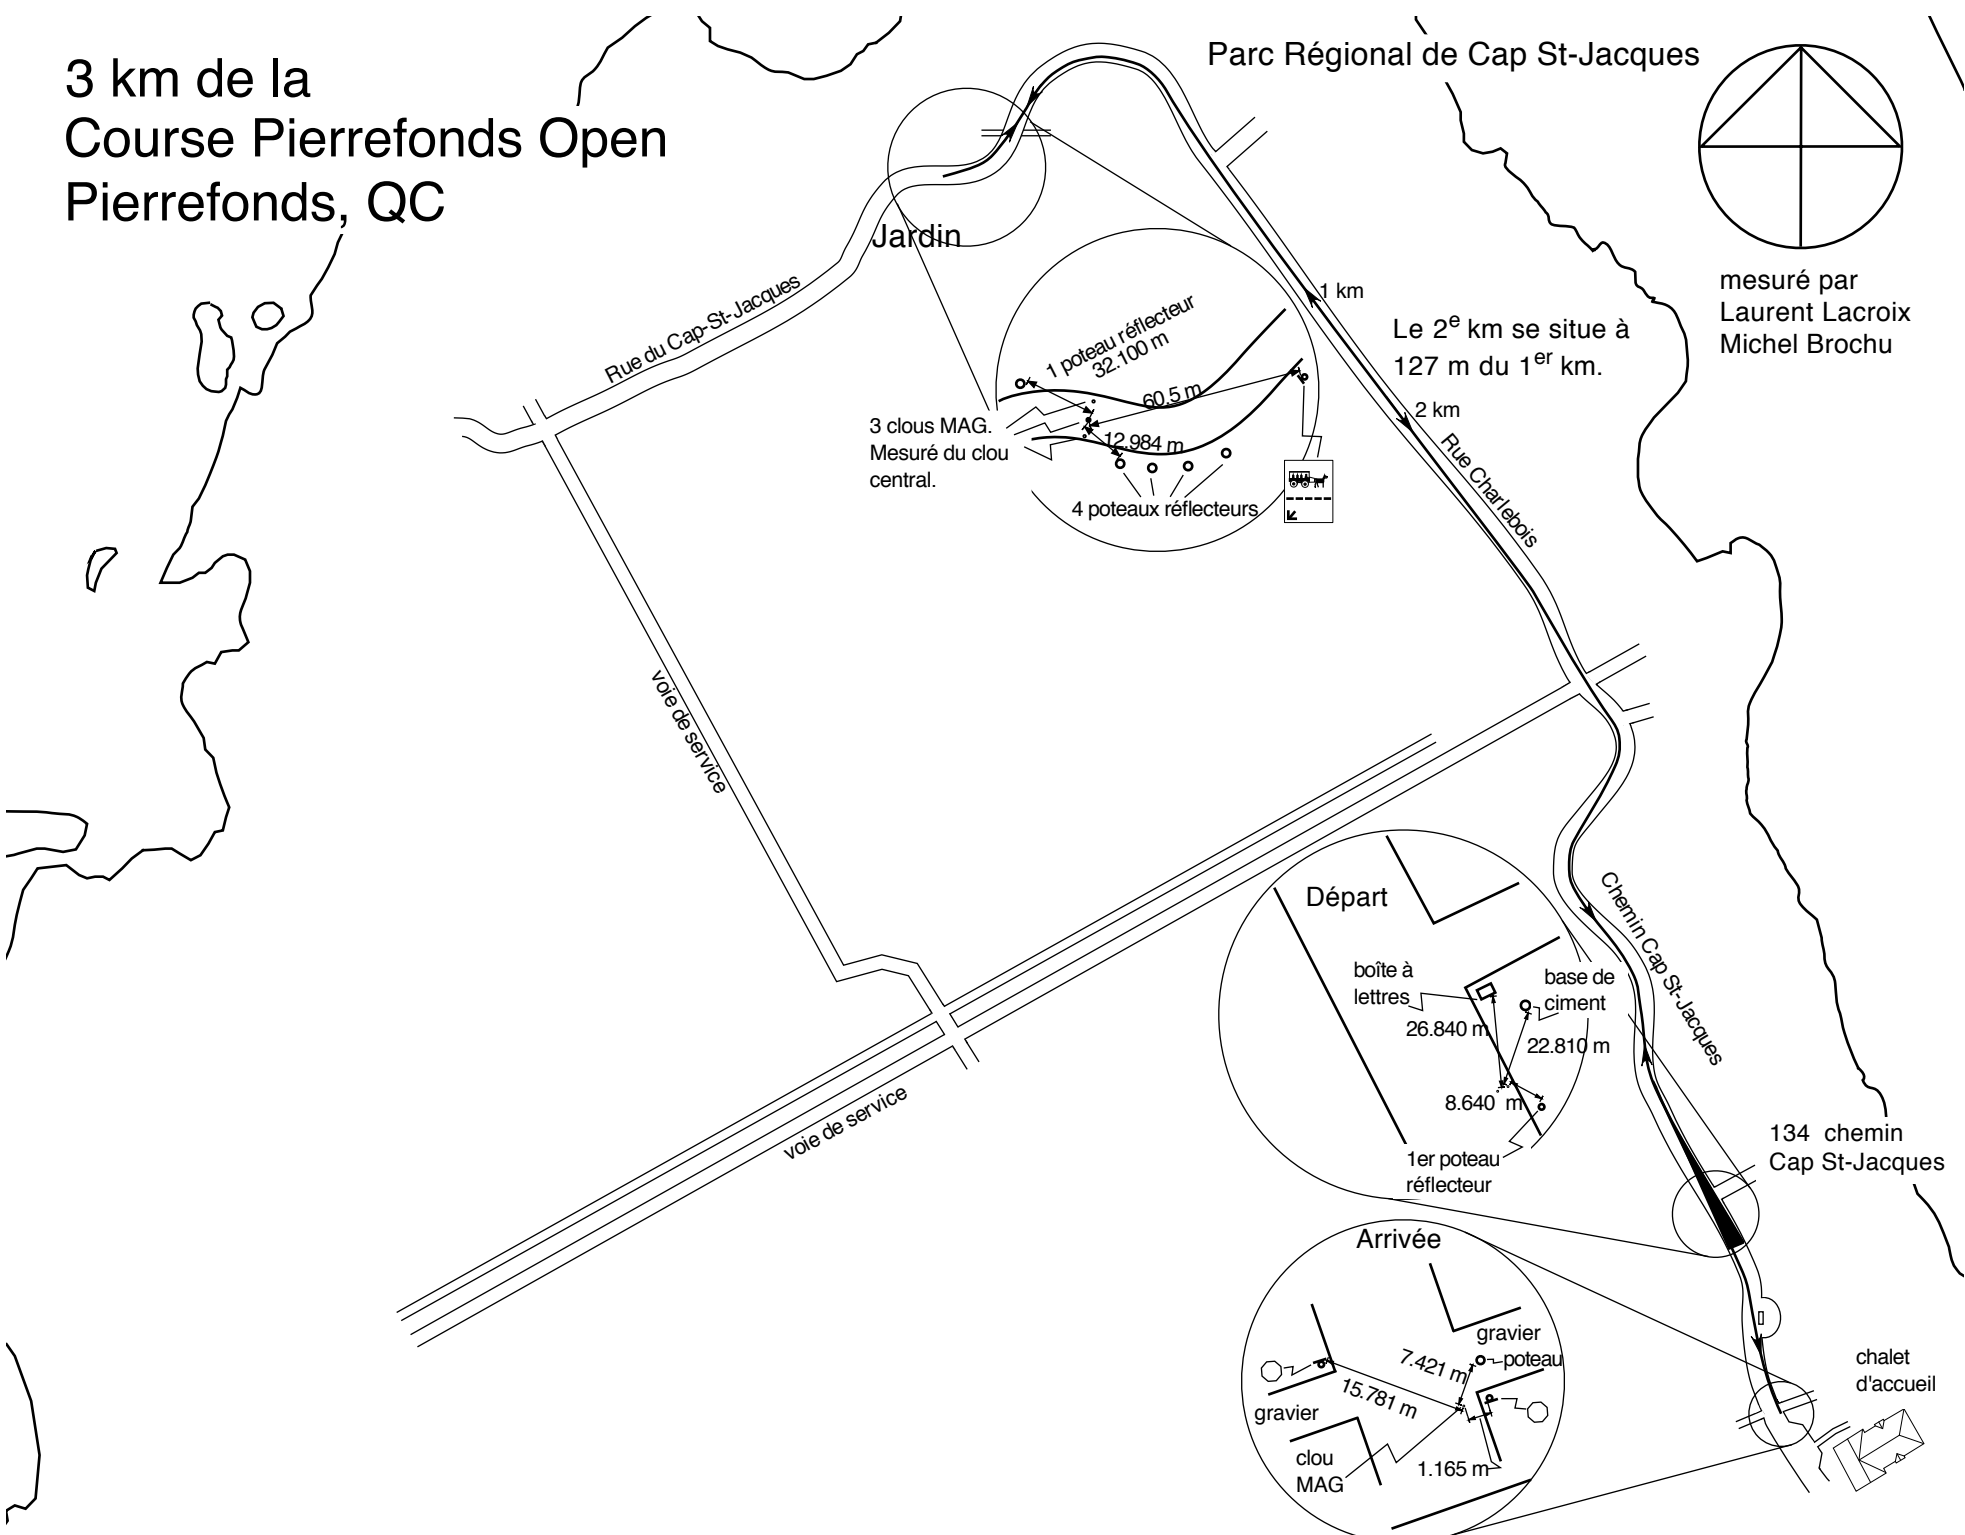 3 km de la
Course Pierrefonds Open
Pierrefonds, QC
Parc Régional de Cap St-Jacques
mesuré par
Laurent Lacroix
Michel Brochu
Jardin
Rue du Cap-St-Jacques
1 km
Le 2e km se situe à
127 m du 1er km.
2 km
Rue Charlebois
1 poteau réflecteur
32.100 m
60.5 m
12.984 m
3 clous MAG.
Mesuré du clou
central.
4 poteaux réflecteurs
voie de service
voie de service
Chemin Cap St-Jacques
Départ
boîte à
lettres
base de
ciment
26.840 m
22.810 m
8.640 m
1er poteau
réflecteur
134 chemin
Cap St-Jacques
Arrivée
gravier
poteau
7.421 m
15.781 m
gravier
clou
MAG
1.165 m
chalet
d'accueil